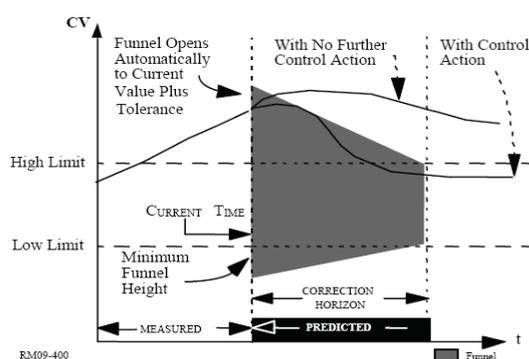 CV
Funnel Opens
Automatically
to Current
Value Plus
Tolerance
With No Further
Control Action
With Control
Action
High Limit
CURRENT TIME
Low Limit
Minimum
Funnel
Height
CORRECTION
HORIZON
MEASURED
PREDICTED
t
RM09-400
Funnel